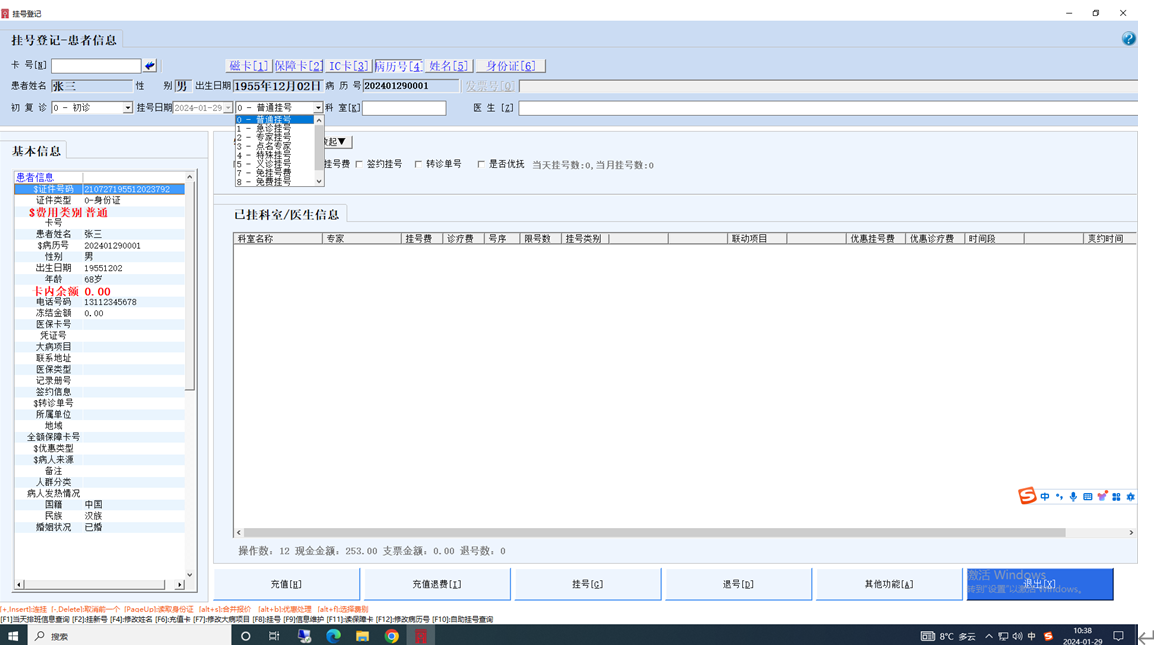 挂号登记
挂号登记-患者信息
卡 号[N] 磁卡[1] 保障卡[2] IC卡[3] 病历号[4] 姓名[5] 身份证[6]
患者姓名 张三 性 别 男 出生日期 1955年12月02日 病 历 号 202401290001 发票号[O]
初 复 诊 0 - 初诊 挂号日期 2024-01-29 0 - 普通挂号 科 室[K] 医 生 [Z]
0 - 普通挂号
1 - 急诊挂号
2 - 专家挂号
3 - 点名专家
4 - 特殊挂号
5 - 义诊挂号
7 - 免挂号费
8 - 免费挂号
起▼
挂号费 签约挂号 转诊单号 是否优抚 当天挂号数:0,当月挂号数:0
基本信息
患者信息
$证件号码 210727195512023792
证件类型 0-身份证
$费用类别 普通
卡号
患者姓名 张三
$病历号 202401290001
性别 男
出生日期 19551202
年龄 68岁
卡内余额 0.00
电话号码 13112345678
冻结金额 0.00
医保卡号
凭证号
大病项目
联系地址
医保类型
记录册号
签约信息
$转诊单号
所属单位
地域
全额保障卡号
$优惠类型
$病人来源
备注
人群分类
病人发热情况
国籍 中国
民族 汉族
婚姻状况 已婚
已挂科室/医生信息
科室名称 专家 挂号费 诊疗费 号序 限号数 挂号类别 联动项目 优惠挂号费 优惠诊疗费 时间段 爽约时间
操作数: 12 现金金额: 253.00 支票金额: 0.00 退号数: 0
充值[H] 充值退费[I] 挂号[G] 退号[D] 其他功能[A] 退出[X]
激活 Windows
转到"设置"以激活 Windows。
[+,Insert]:连挂 [-,Delete]:取消前一个 [PageUp]:读取身份证 [alt+s]:合并报价 [alt+b]:优惠处理 [alt+f]:选择费别
[F1]当天排班信息查询 [F2]:挂新号 [F4]:修改姓名 [F6]:充值卡 [F7]:修改大病项目 [F8]:挂号 [F9]信息维护 [F11]:读保障卡 [F12]:修改病历号 [F10]:自助挂号查询
中
搜索
8°C 多云 中 10:38
2024-01-29